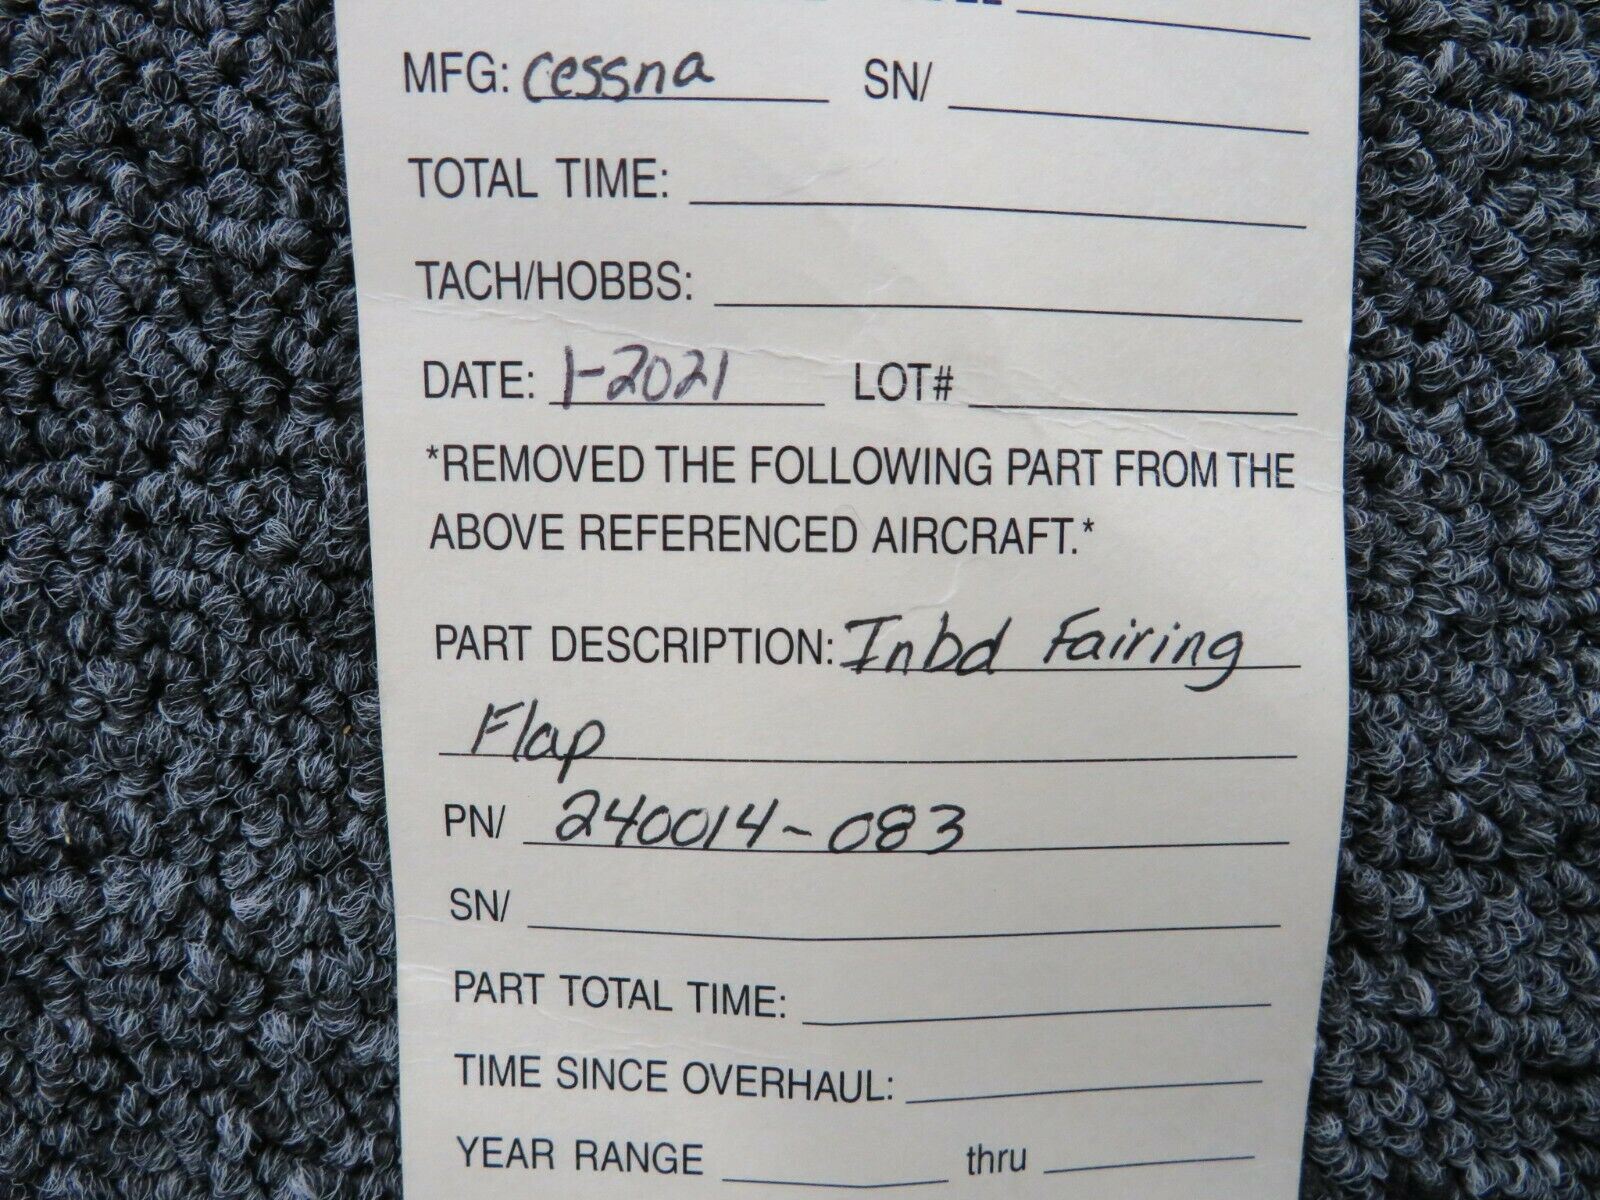 MFG: Cessna SN/
TOTAL TIME:
TACH/HOBBS:
DATE: 1-2021 LOT#
*REMOVED THE FOLLOWING PART FROM THE
ABOVE REFERENCED AIRCRAFT.*
PART DESCRIPTION: Inbd Fairing
Flap
PN/ 240014-083
SN/
PART TOTAL TIME:
TIME SINCE OVERHAUL:
YEAR RANGE thru